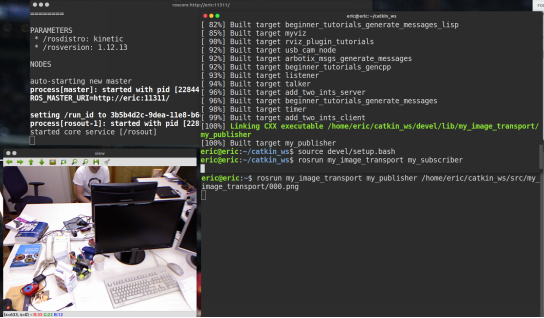 roscore http://eric:11311/
=========
PARAMETERS
* /rosdistro: kinetic
* /rosversion: 1.12.13
NODES
auto-starting new master
process[master]: started with pid [22844
ROS_MASTER_URI=http://eric:11311/
setting /run_id to 3b5b4d2c-9dea-11e8-b6
process[rosout-1]: started with pid [228
started core service [/rosout]
eric@eric:~/catkin_ws
[ 82%] Built target beginner_tutorials_generate_messages_lisp
[ 85%] Built target myviz
[ 90%] Built target rviz_plugin_tutorials
[ 92%] Built target usb_cam_node
[ 92%] Built target arbotix_msgs_generate_messages
[ 92%] Built target beginner_tutorials_gencpp
[ 93%] Built target listener
[ 94%] Built target talker
[ 96%] Built target add_two_ints_server
[ 96%] Built target beginner_tutorials_generate_messages
[ 98%] Built target timer
[ 99%] Built target add_two_ints_client
[100%] Linking CXX executable /home/eric/catkin_ws/devel/lib/my_image_transport/
my_publisher
[100%] Built target my_publisher
eric@eric:~/catkin_ws$ source devel/setup.bash
eric@eric:~/catkin_ws$ rosrun my_image_transport my_subscriber
eric@eric:~$ rosrun my_image_transport my_publisher /home/eric/catkin_ws/src/my_
image_transport/000.png
view